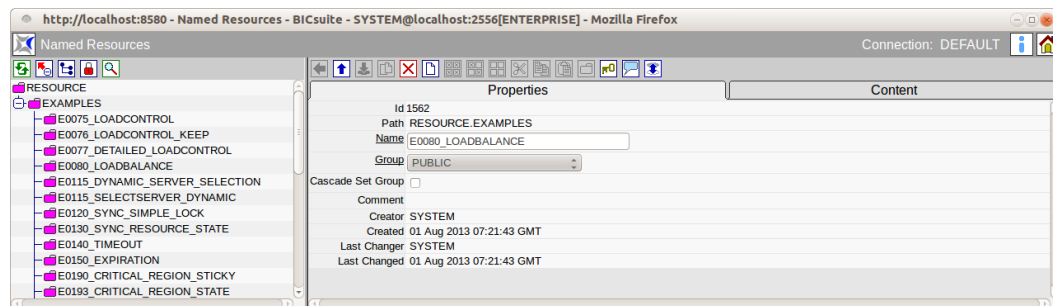 http://localhost:8580 - Named Resources - BICsuite - SYSTEM@localhost:2556[ENTERPRISE] - Mozilla Firefox
Named Resources
Connection: DEFAULT
RESOURCE
EXAMPLES
E0075_LOADCONTROL
E0076_LOADCONTROL_KEEP
E0077_DETAILED_LOADCONTROL
E0080_LOADBALANCE
E0115_DYNAMIC_SERVER_SELECTION
E0115_SELECTSERVER_DYNAMIC
E0120_SYNC_SIMPLE_LOCK
E0130_SYNC_RESOURCE_STATE
E0140_TIMEOUT
E0150_EXPIRATION
E0190_CRITICAL_REGION_STICKY
E0193_CRITICAL_REGION_STATE
Properties
Content
Id 1562
Path RESOURCE.EXAMPLES
Name E0080_LOADBALANCE
Group PUBLIC
Cascade Set Group
Comment
Creator SYSTEM
Created 01 Aug 2013 07:21:43 GMT
Last Changer SYSTEM
Last Changed 01 Aug 2013 07:21:43 GMT